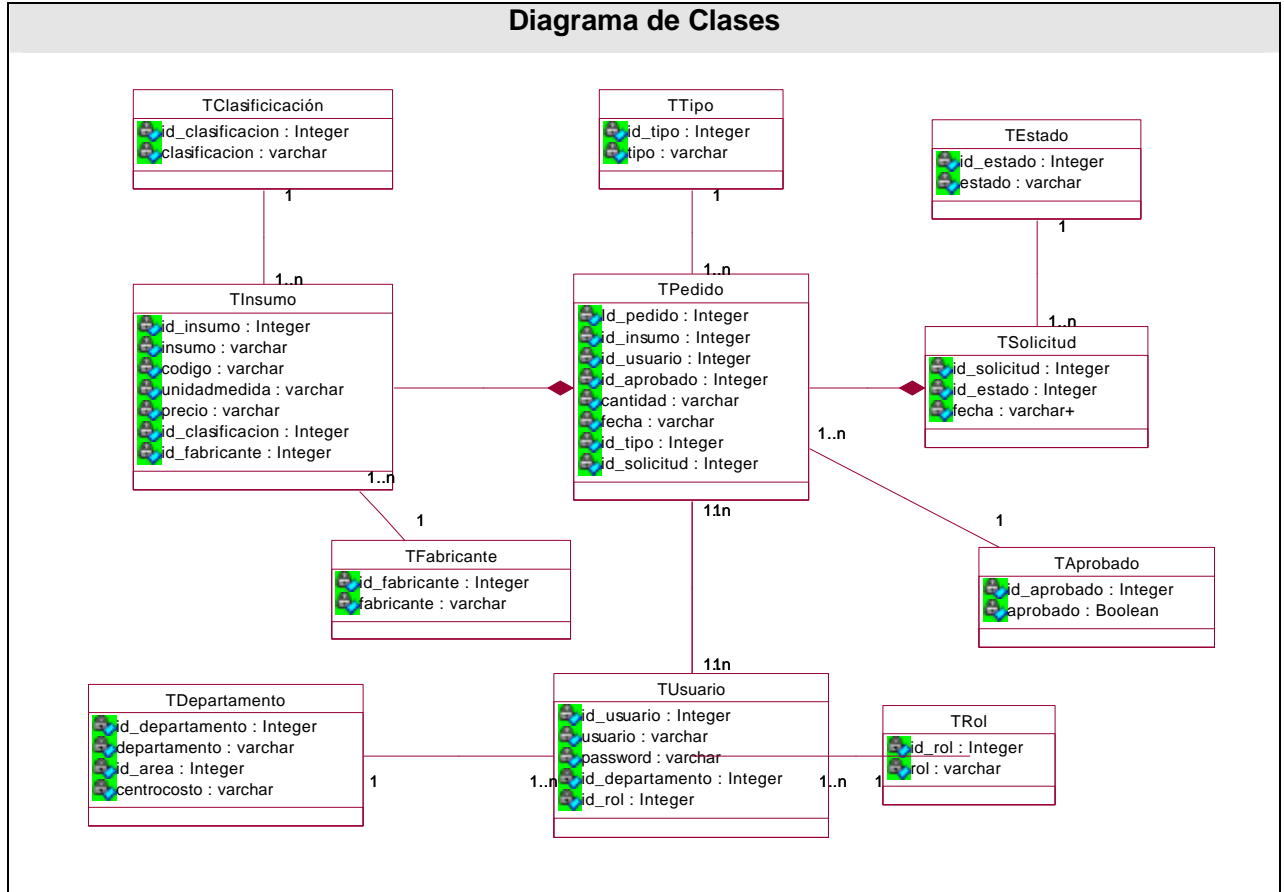 Diagrama de Clases
TClasificicación
id_clasificacion : Integer
clasificacion : varchar
1
1..n
TTipo
id_tipo : Integer
tipo : varchar
1
1..n
TEstado
id_estado : Integer
estado : varchar
1
1..n
TInsumo
id_insumo : Integer
insumo : varchar
codigo : varchar
unidadmedida : varchar
precio : varchar
id_clasificacion : Integer
id_fabricante : Integer
1..n
1
TPedido
Id_pedido : Integer
id_insumo : Integer
id_usuario : Integer
id_aprobado : Integer
cantidad : varchar
fecha : varchar
id_tipo : Integer
id_solicitud : Integer
1..n
1
TSolicitud
id_solicitud : Integer
id_estado : Integer
fecha : varchar+
TFabricante
id_fabricante : Integer
fabricante : varchar
TAprobado
id_aprobado : Integer
aprobado : Boolean
TDepartamento
id_departamento : Integer
departamento : varchar
id_area : Integer
centrocosto : varchar
1
1..n
TUsuario
id_usuario : Integer
usuario : varchar
password : varchar
id_departamento : Integer
id_rol : Integer
1..n
1
TRol
id_rol : Integer
rol : varchar